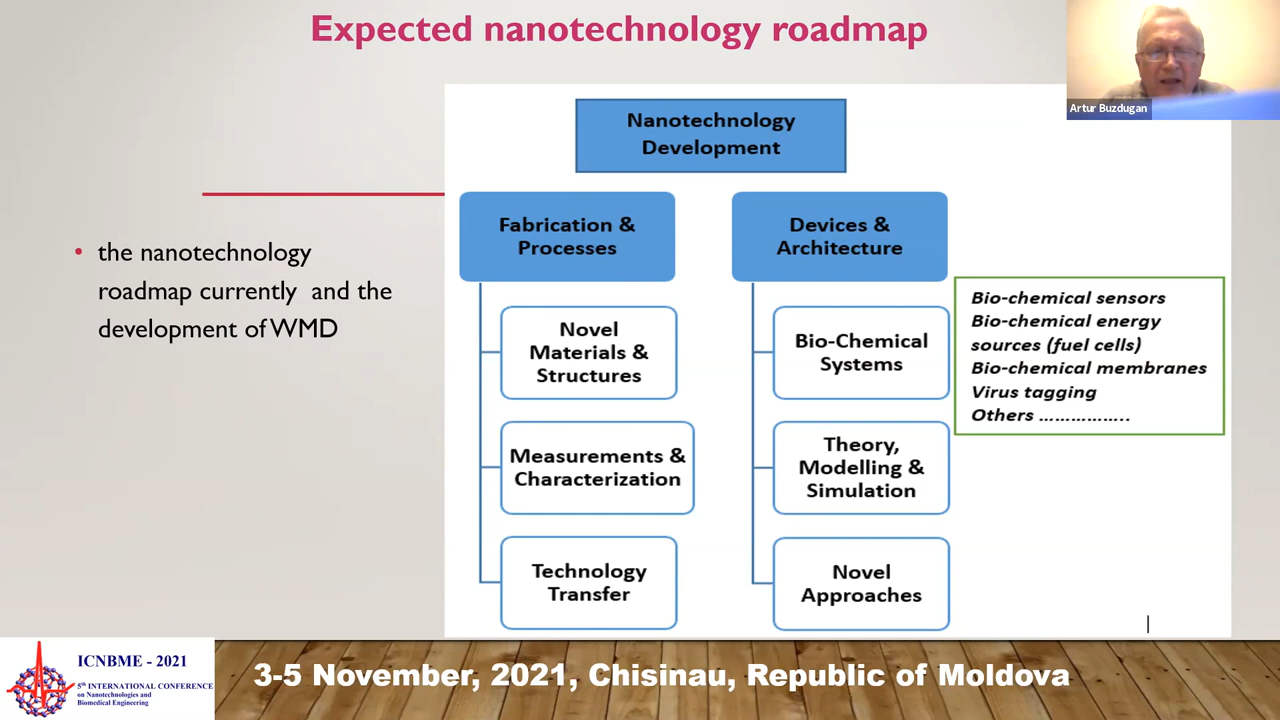 Expected nanotechnology roadmap
Artur Buzdugan
• the nanotechnology
roadmap currently and the
development of WMD
Nanotechnology
Development
Fabrication &
Processes
Novel
Materials &
Structures
Measurements &
Characterization
Technology
Transfer
Devices &
Architecture
Bio-Chemical
Systems
Theory,
Modelling &
Simulation
Novel
Approaches
Bio-chemical sensors
Bio-chemical energy
sources (fuel cells)
Bio-chemical membranes
Virus tagging
Others ................
ICNBME - 2021
5th INTERNATIONAL CONFERENCE
on Nanotechnologies and
Biomedical Engineering
3-5 November, 2021, Chisinau, Republic of Moldova